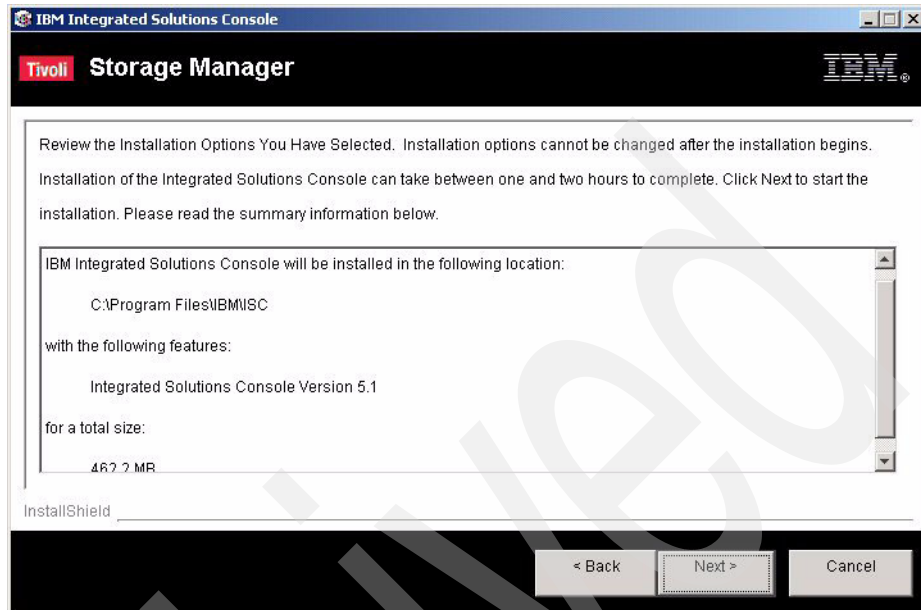 IBM Integrated Solutions Console
Tivoli Storage Manager
IBM®
Review the Installation Options You Have Selected. Installation options cannot be changed after the installation begins.
Installation of the Integrated Solutions Console can take between one and two hours to complete. Click Next to start the
installation. Please read the summary information below.
IBM Integrated Solutions Console will be installed in the following location:
C:\Program Files\IBM\ISC
with the following features:
Integrated Solutions Console Version 5.1
for a total size:
462.2 MB
InstallShield
< Back Next > Cancel